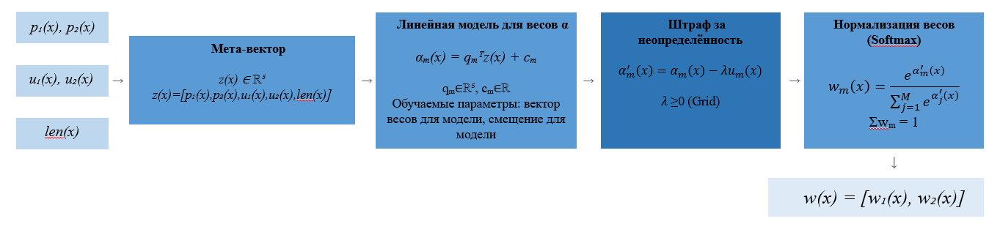 p₁(x), p₂(x)
u₁(x), u₂(x)
len(x)
→
Мета-вектор
z(x) ∈ ℝ⁵
z(x)=[p₁(x),p₂(x),u₁(x),u₂(x),len(x)]
→
Линейная модель для весов α
αₘ(x) = qₘᵀz(x) + cₘ
qₘ∈ℝ⁵, cₘ∈ℝ
Обучаемые параметры: вектор
весов для модели, смещение для
модели
→
Штраф за
неопределённость
α′ₘ(x) = αₘ(x) − λuₘ(x)
λ ≥0 (Grid)
→
Нормализация весов
(Softmax)
wₘ(x) = e^{α′ₘ(x)} / ∑_{j=1}^{M} e^{α′ⱼ(x)}
∑wₘ = 1
↓
w(x) = [w₁(x), w₂(x)]